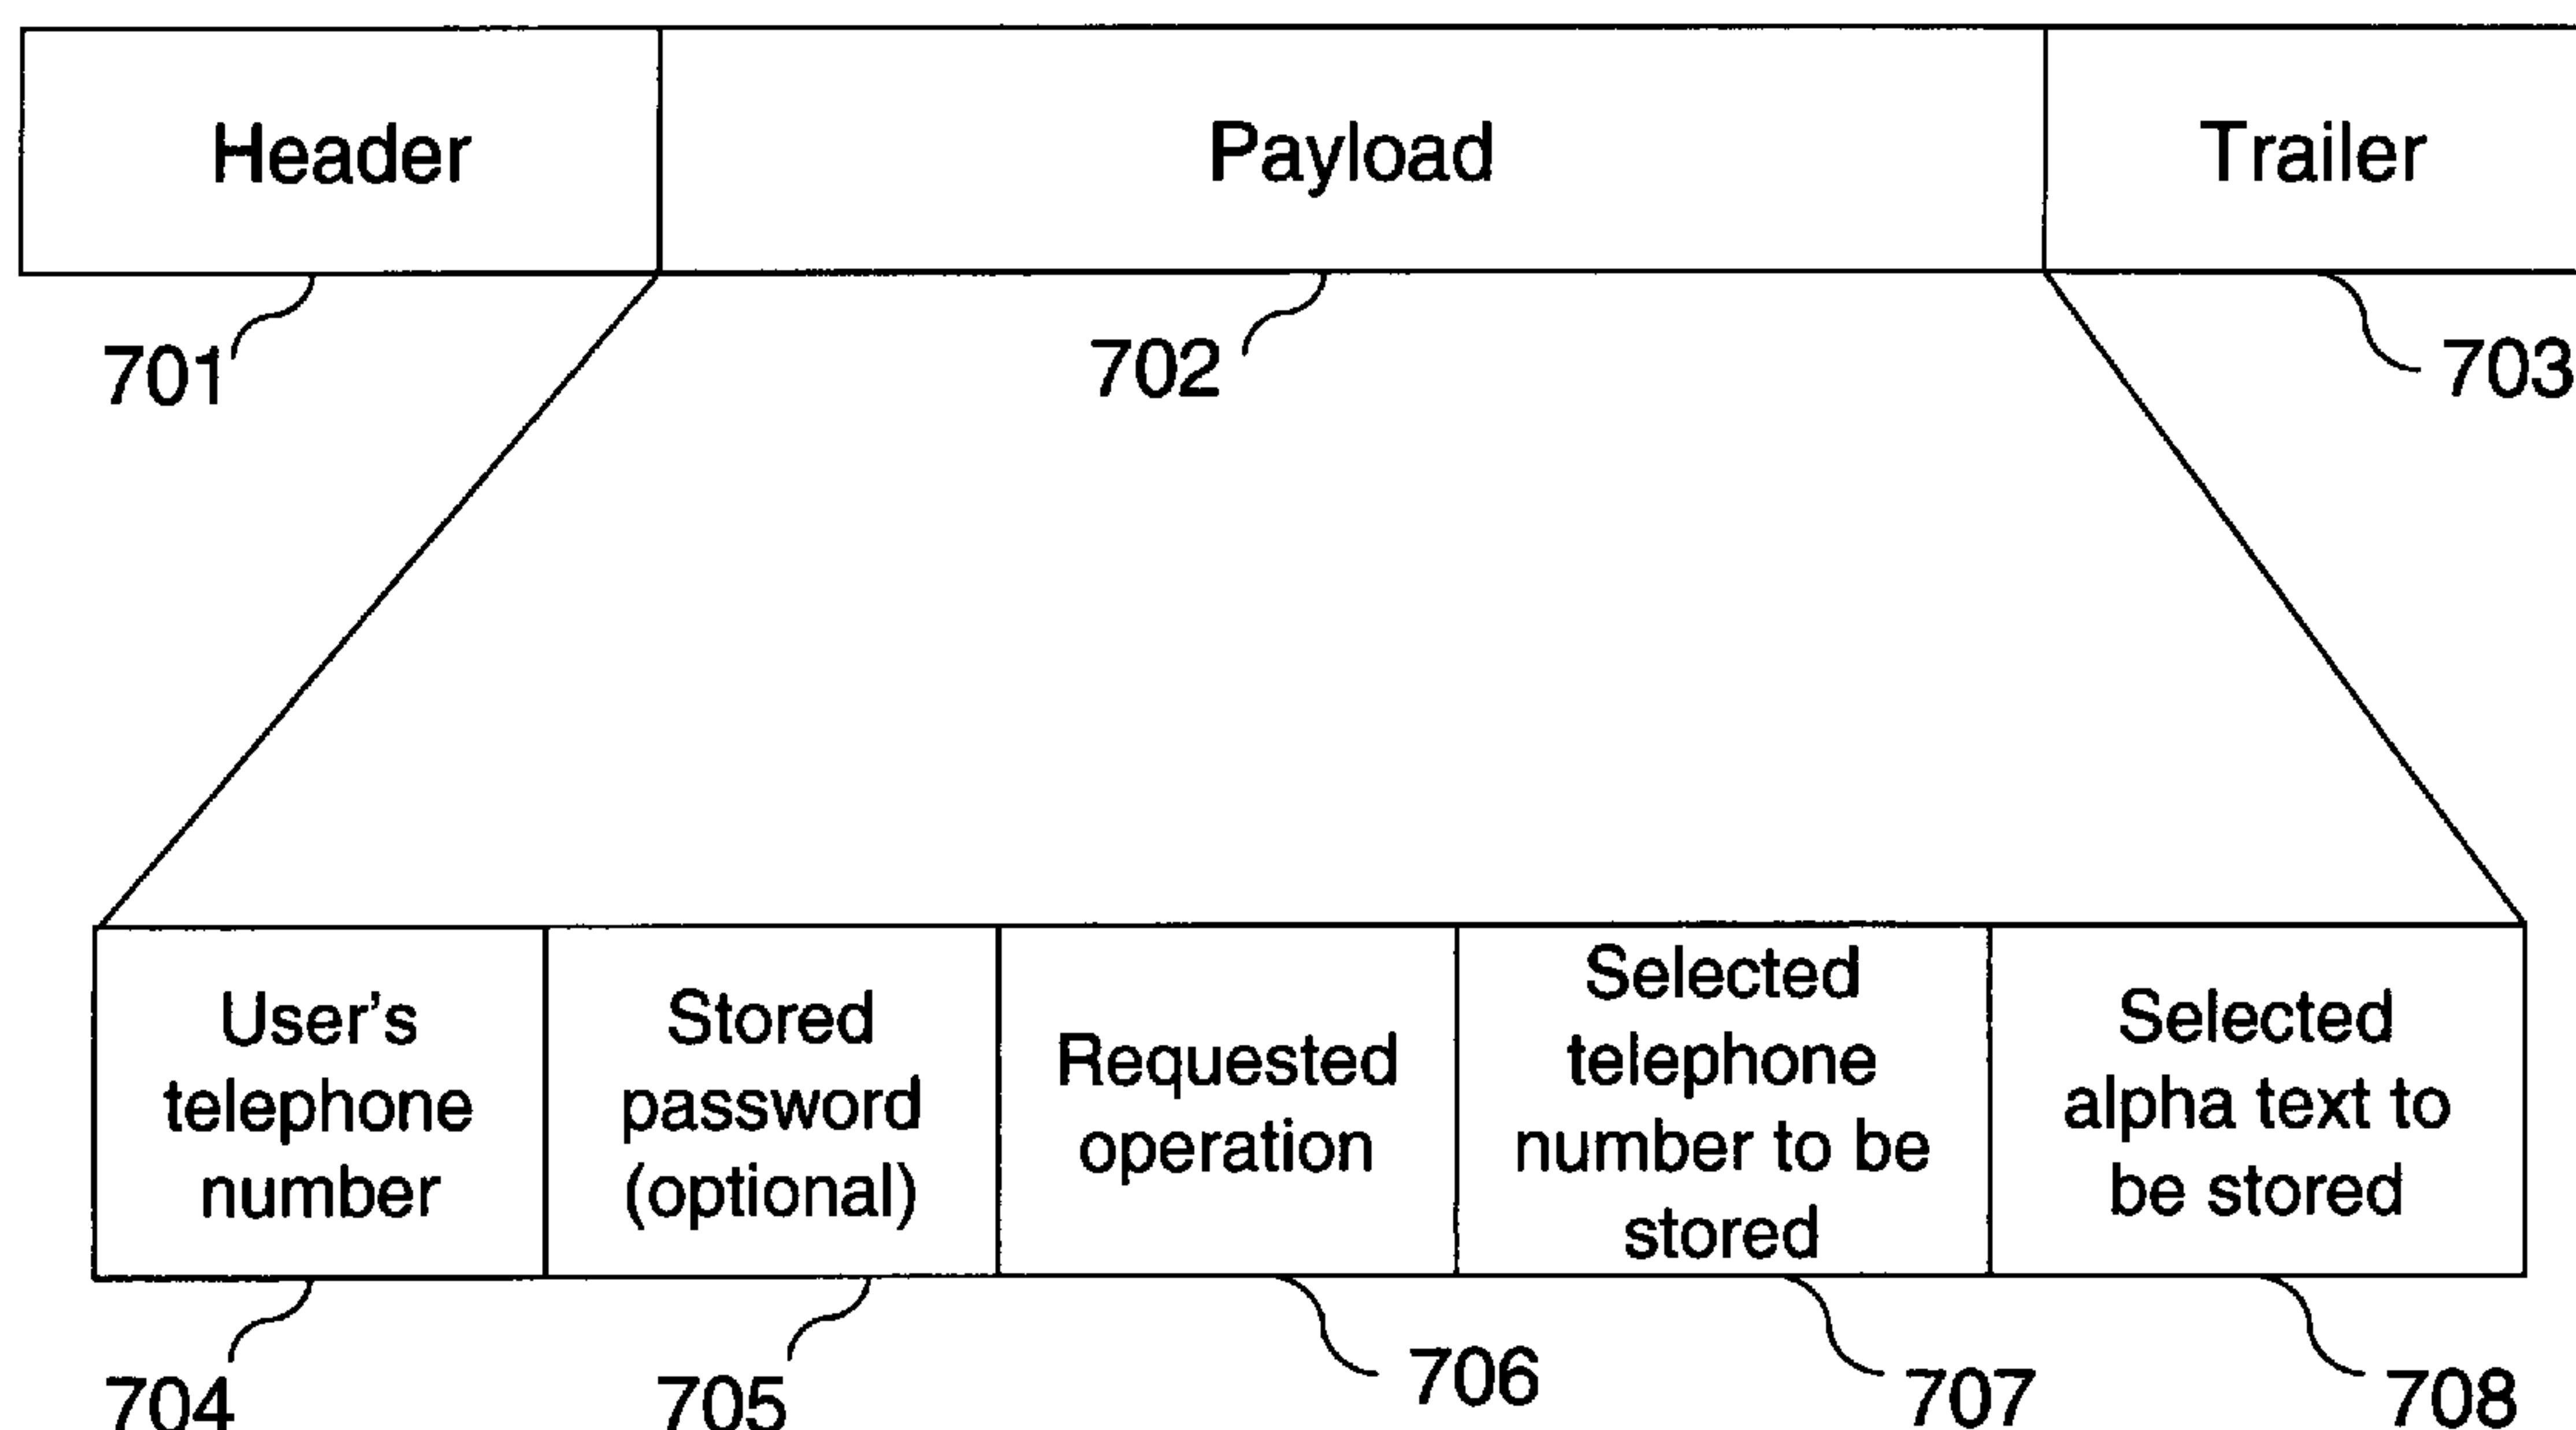 Header
Payload
Trailer
701
702
703
User's
telephone
number
Stored
password
(optional)
Requested
operation
Selected
telephone
number to be
stored
Selected
alpha text to
be stored
704
705
706
707
708